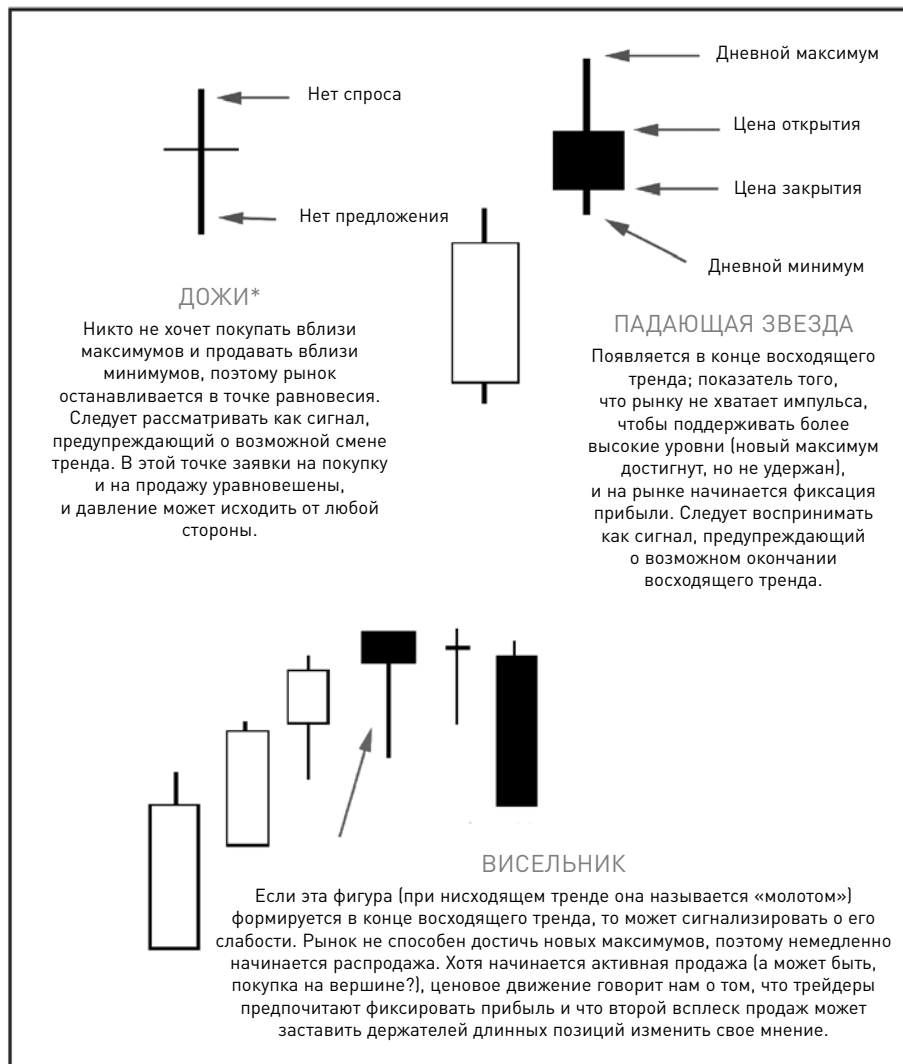 Нет спроса
Нет предложения
ДОЖИ*
Никто не хочет покупать вблизи
максимумов и продавать вблизи
минимумов, поэтому рынок
останавливается в точке равновесия.
Следует рассматривать как сигнал,
предупреждающий о возможной смене
тренда. В этой точке заявки на покупку
и на продажу уравновешены,
и давление может исходить от любой
стороны.
Дневной максимум
Цена открытия
Цена закрытия
Дневной минимум
ПАДАЮЩАЯ ЗВЕЗДА
Появляется в конце восходящего
тренда; показатель того,
что рынку не хватает импульса,
чтобы поддерживать более
высокие уровни (новый максимум
достигнут, но не удержан),
и на рынке начинается фиксация
прибыли. Следует воспринимать
как сигнал, предупреждающий
о возможном окончании
восходящего тренда.
ВИСЕЛЬНИК
Если эта фигура (при нисходящем тренде она называется «молотом»)
формируется в конце восходящего тренда, то может сигнализировать о его
слабости. Рынок не способен достичь новых максимумов, поэтому немедленно
начинается распродажа. Хотя начинается активная продажа (а может быть,
покупка на вершине?), ценовое движение говорит нам о том, что трейдеры
предпочитают фиксировать прибыль и что второй всплеск продаж может
заставить держателей длинных позиций изменить свое мнение.